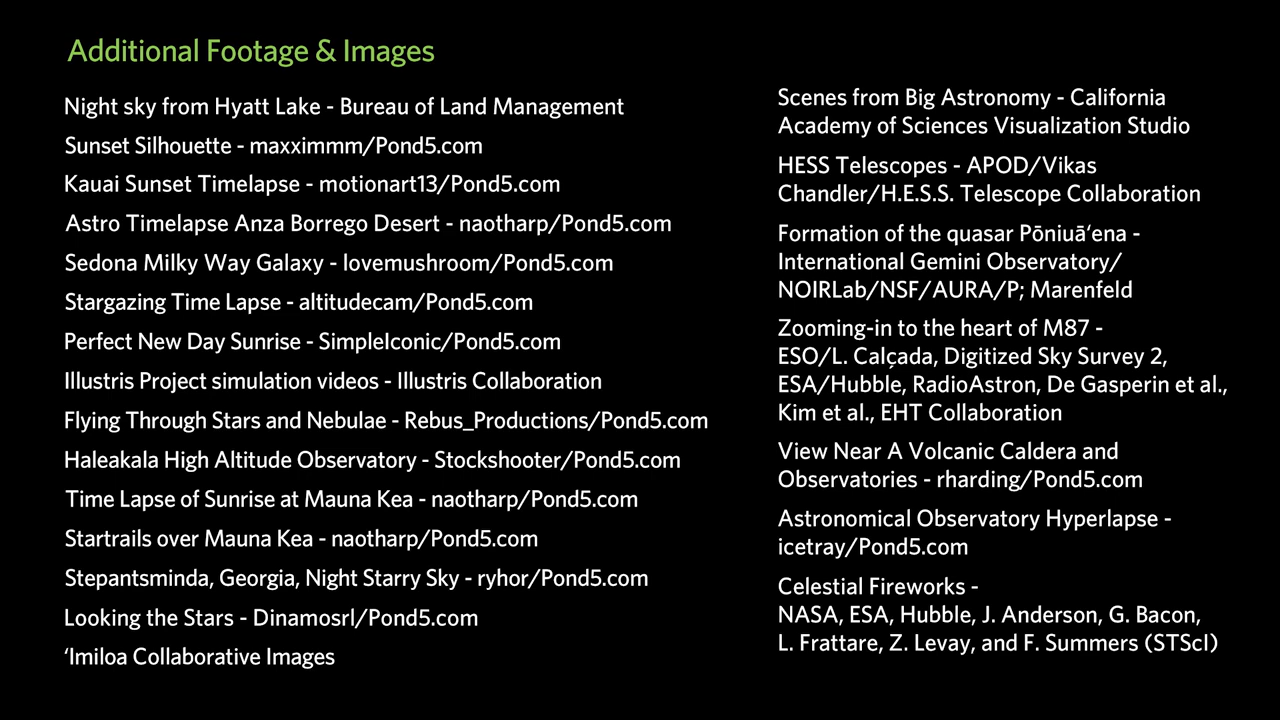 Additional Footage & Images
Night sky from Hyatt Lake - Bureau of Land Management
Sunset Silhouette - maxximmm/Pond5.com
Kauai Sunset Timelapse - motionart13/Pond5.com
Astro Timelapse Anza Borrego Desert - naotharp/Pond5.com
Sedona Milky Way Galaxy - lovemushroom/Pond5.com
Stargazing Time Lapse - altitudecam/Pond5.com
Perfect New Day Sunrise - SimpleIconic/Pond5.com
Illustris Project simulation videos - Illustris Collaboration
Flying Through Stars and Nebulae - Rebus_Productions/Pond5.com
Haleakala High Altitude Observatory - Stockshooter/Pond5.com
Time Lapse of Sunrise at Mauna Kea - naotharp/Pond5.com
Startrails over Mauna Kea - naotharp/Pond5.com
Stepantsminda, Georgia, Night Starry Sky - ryhor/Pond5.com
Looking the Stars - Dinamosrl/Pond5.com
ʻImiloa Collaborative Images
Scenes from Big Astronomy - California
Academy of Sciences Visualization Studio
HESS Telescopes - APOD/Vikas
Chandler/H.E.S.S. Telescope Collaboration
Formation of the quasar Pōniuāʻena -
International Gemini Observatory/
NOIRLab/NSF/AURA/P; Marenfeld
Zooming-in to the heart of M87 -
ESO/L. Calçada, Digitized Sky Survey 2,
ESA/Hubble, RadioAstron, De Gasperin et al.,
Kim et al., EHT Collaboration
View Near A Volcanic Caldera and
Observatories - rharding/Pond5.com
Astronomical Observatory Hyperlapse -
icetray/Pond5.com
Celestial Fireworks -
NASA, ESA, Hubble, J. Anderson, G. Bacon,
L. Frattare, Z. Levay, and F. Summers (STScI)